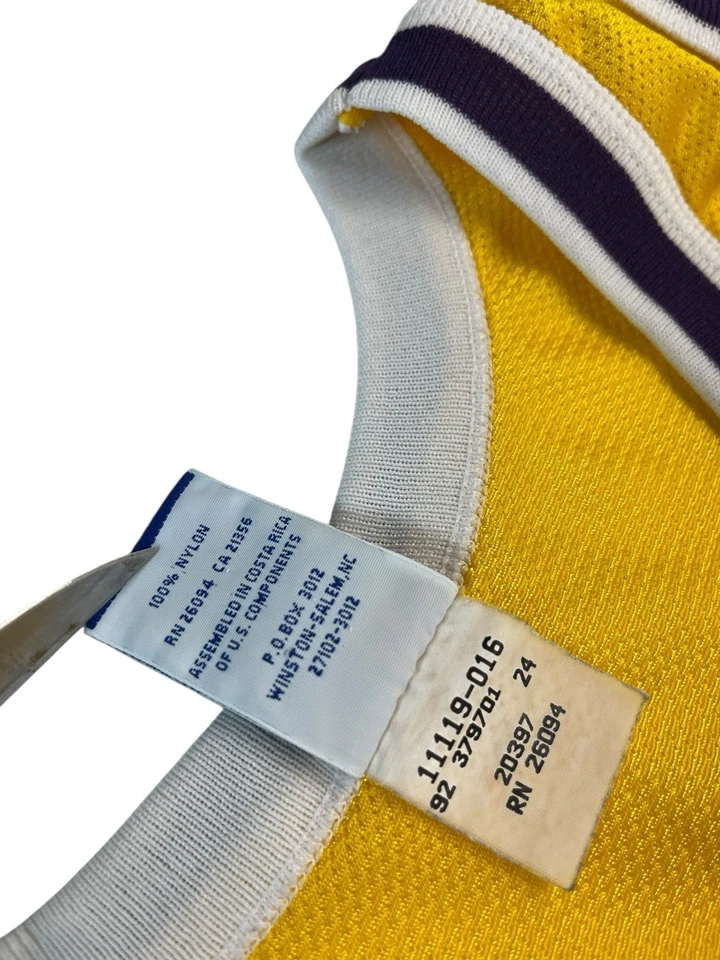 100% NYLON
RN 26094 CA 21356
ASSEMBLED IN COSTA RICA
OF U.S. COMPONENTS
P.O.BOX 3012
WINSTON-SALEM, NC
27102-3012
11119-016
92 379701 24
20397
RN 26094